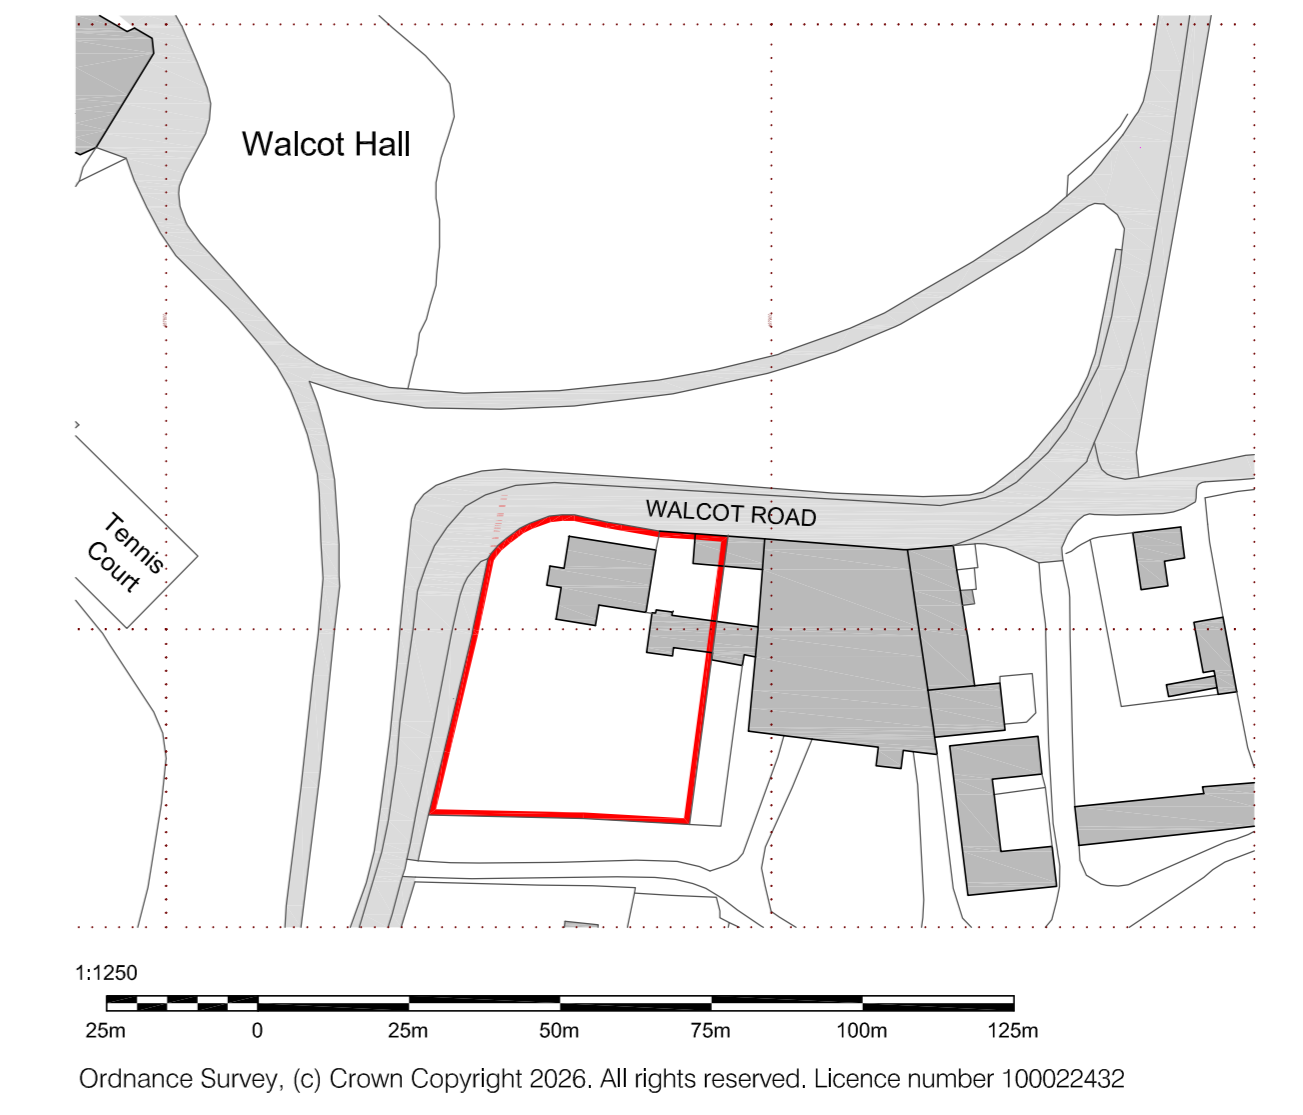 Walcot Hall
WALCOT ROAD
Tennis
Court
1:1250
25m 0 25m 50m 75m 100m 125m
Ordnance Survey, (c) Crown Copyright 2026. All rights reserved. Licence number 100022432